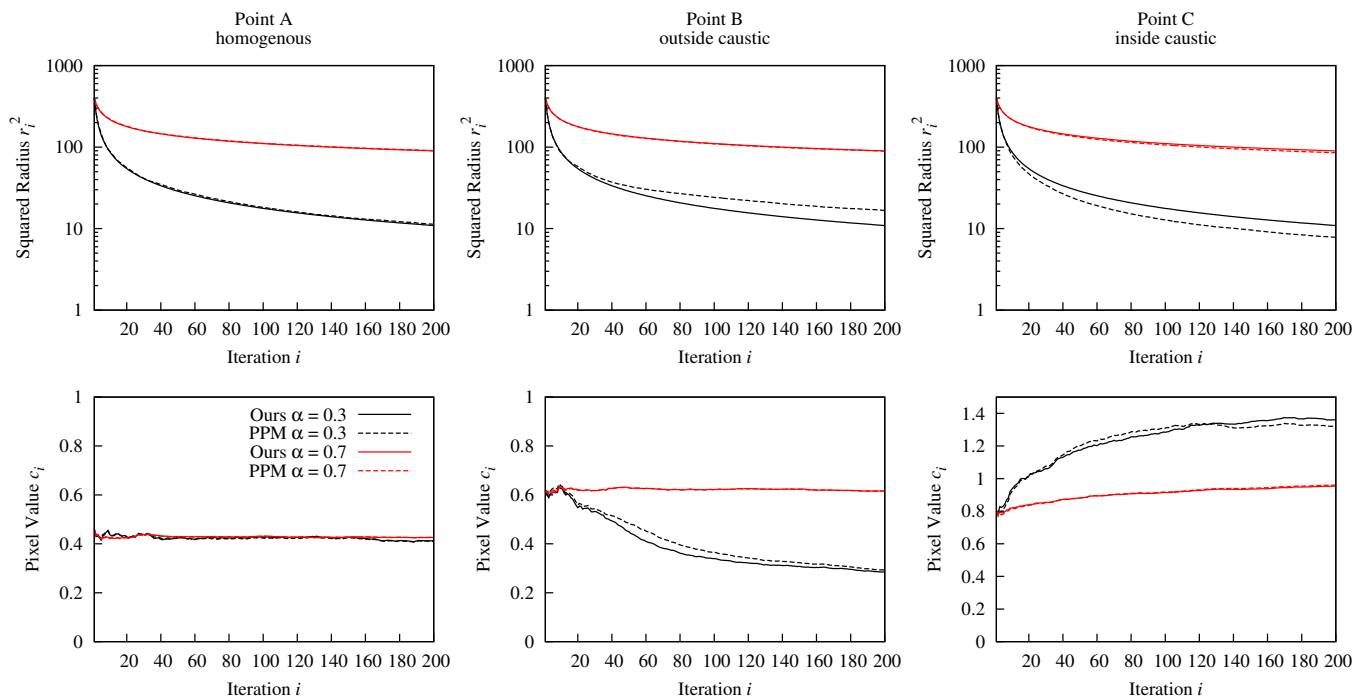 Point A
homogenous
Point B
outside caustic
Point C
inside caustic
Squared Radius r_i^2
1000
100
10
1
20 40 60 80 100 120 140 160 180 200
Iteration i
Squared Radius r_i^2
1000
100
10
1
20 40 60 80 100 120 140 160 180 200
Iteration i
Squared Radius r_i^2
1000
100
10
1
20 40 60 80 100 120 140 160 180 200
Iteration i
Pixel Value c_i
1
0.8
0.6
0.4
0.2
0
Ours α = 0.3
PPM α = 0.3
Ours α = 0.7
PPM α = 0.7
20 40 60 80 100 120 140 160 180 200
Iteration i
Pixel Value c_i
1
0.8
0.6
0.4
0.2
0
20 40 60 80 100 120 140 160 180 200
Iteration i
Pixel Value c_i
1.4
1.2
1
0.8
0.6
0.4
0.2
0
20 40 60 80 100 120 140 160 180 200
Iteration i